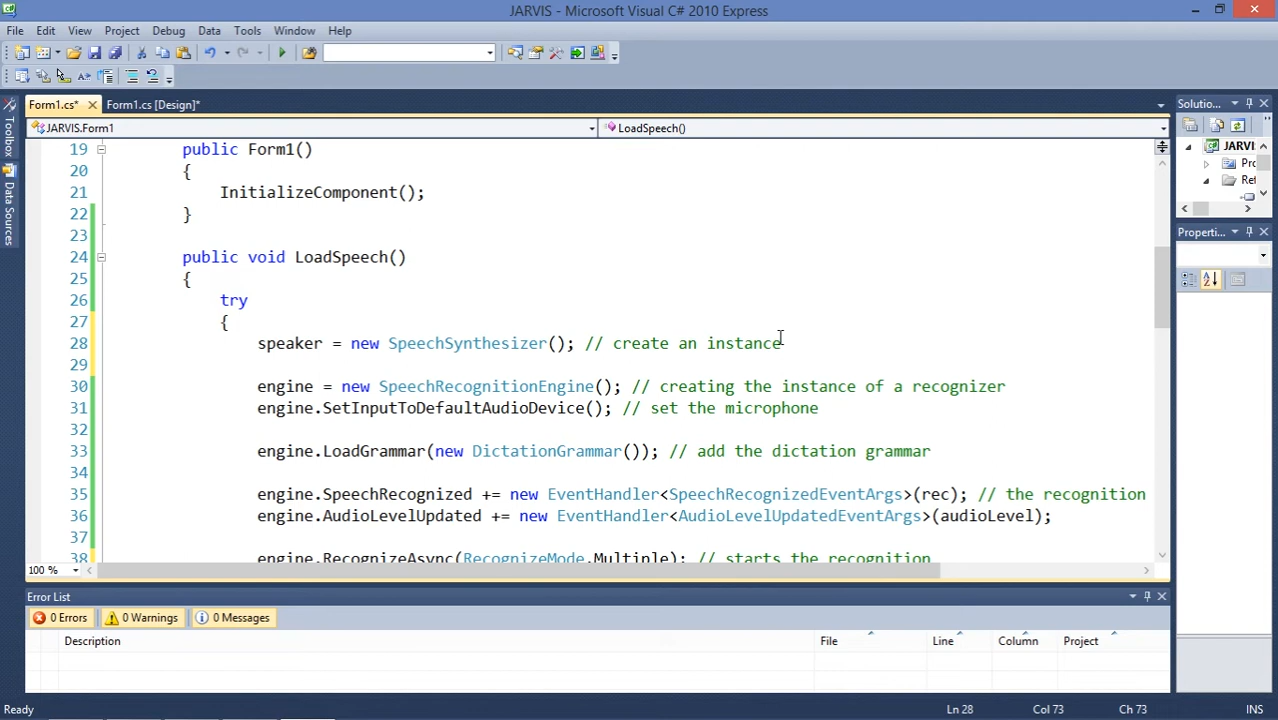 JARVIS - Microsoft Visual C# 2010 Express
File Edit View Project Debug Data Tools Window Help
Form1.cs* Form1.cs [Design]*
Solutio...
JARVIS.Form1 LoadSpeech()
Toolbox
Data Sources
JARVI
Pro
Ref
Properti...
19 public Form1()
20 {
21 InitializeComponent();
22 }
23
24 public void LoadSpeech()
25 {
26 try
27 {
28 speaker = new SpeechSynthesizer(); // create an instance
29
30 engine = new SpeechRecognitionEngine(); // creating the instance of a recognizer
31 engine.SetInputToDefaultAudioDevice(); // set the microphone
32
33 engine.LoadGrammar(new DictationGrammar()); // add the dictation grammar
34
35 engine.SpeechRecognized += new EventHandler<SpeechRecognizedEventArgs>(rec); // the recognition
36 engine.AudioLevelUpdated += new EventHandler<AudioLevelUpdatedEventArgs>(audioLevel);
37
38 engine.RecognizeAsync(RecognizeMode.Multiple); // starts the recognition
100 %
Error List
0 Errors 0 Warnings 0 Messages
Description File Line Column Project
Ready Ln 28 Col 73 Ch 73 INS